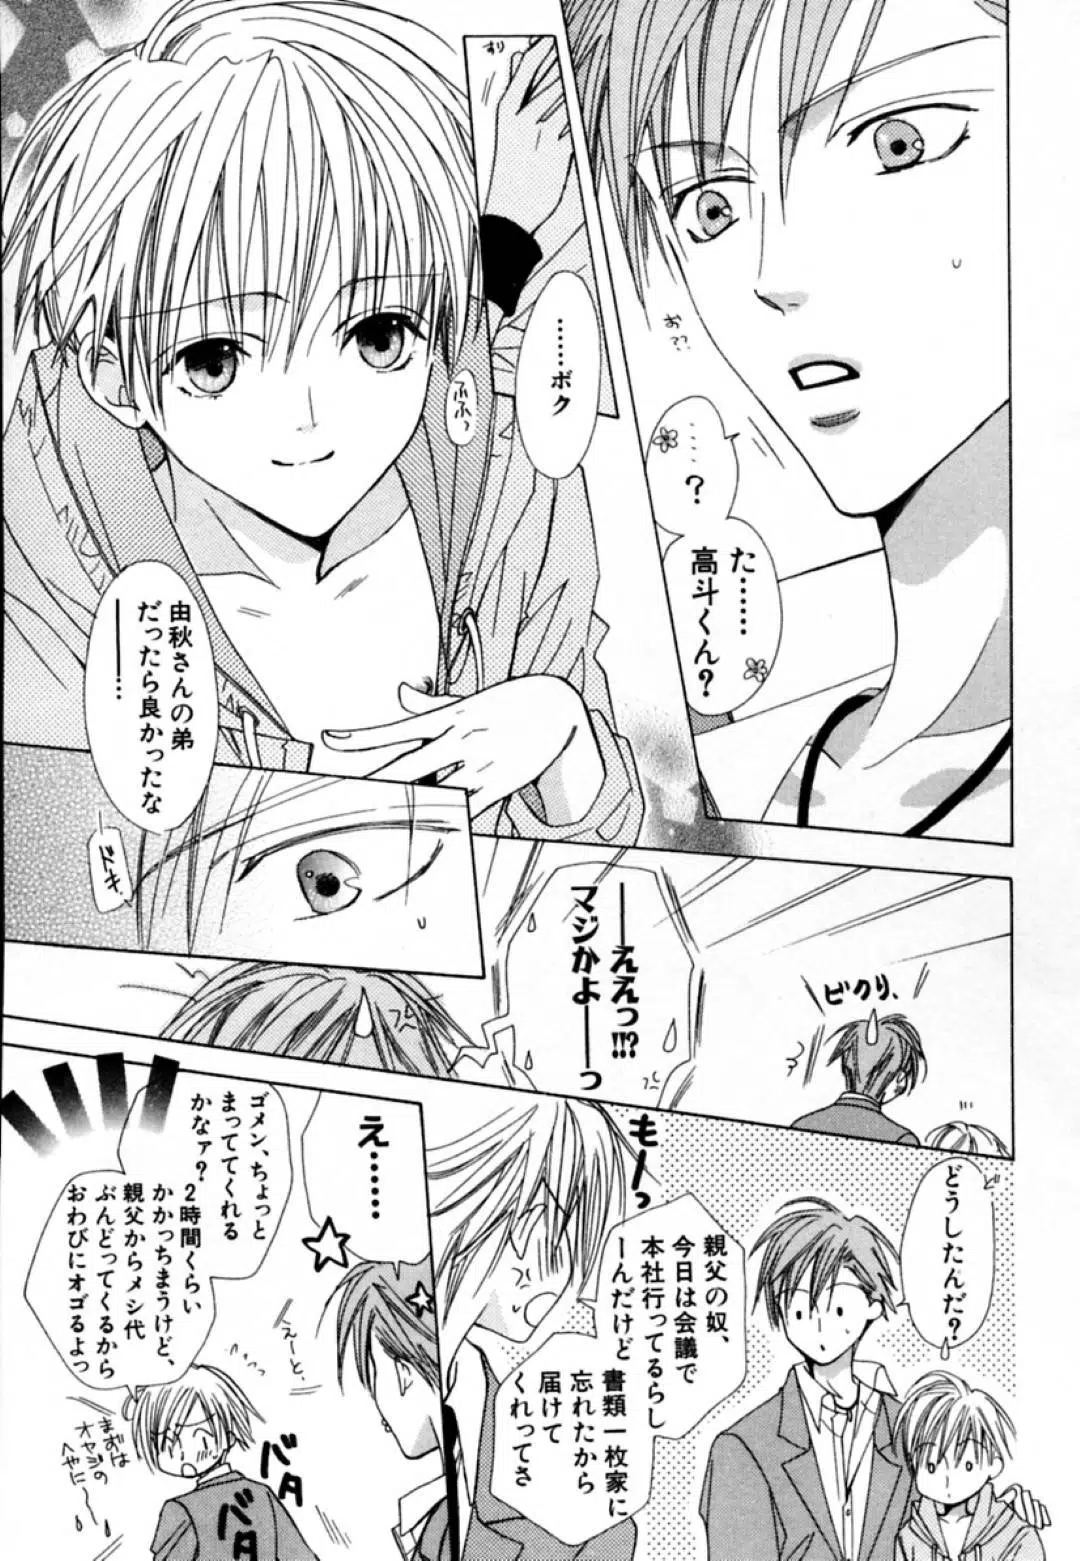 お??
……?
た……
高斗くん?
すり
……ボク
ふふっ
由秋さんの弟
だったら良かったな
――…
ドキ
――ええっ!!?
マジかよ――っ
ビクり、
どうしたんだ?
もーっ
親父の奴、
今日は会議で
本社行ってるらし
ーんだけど
書類一枚家に
忘れたから
届けて
くれってさ
え……
えーと、
ゴメン、ちょっと
まっててくれる
かなァ?
2時間くらい
かかっちまうけど、
親父からメシ代
ぶんどってくるから
おわびにオゴるよっ
まずは
オヤジの
へやにー
バタ
バタ